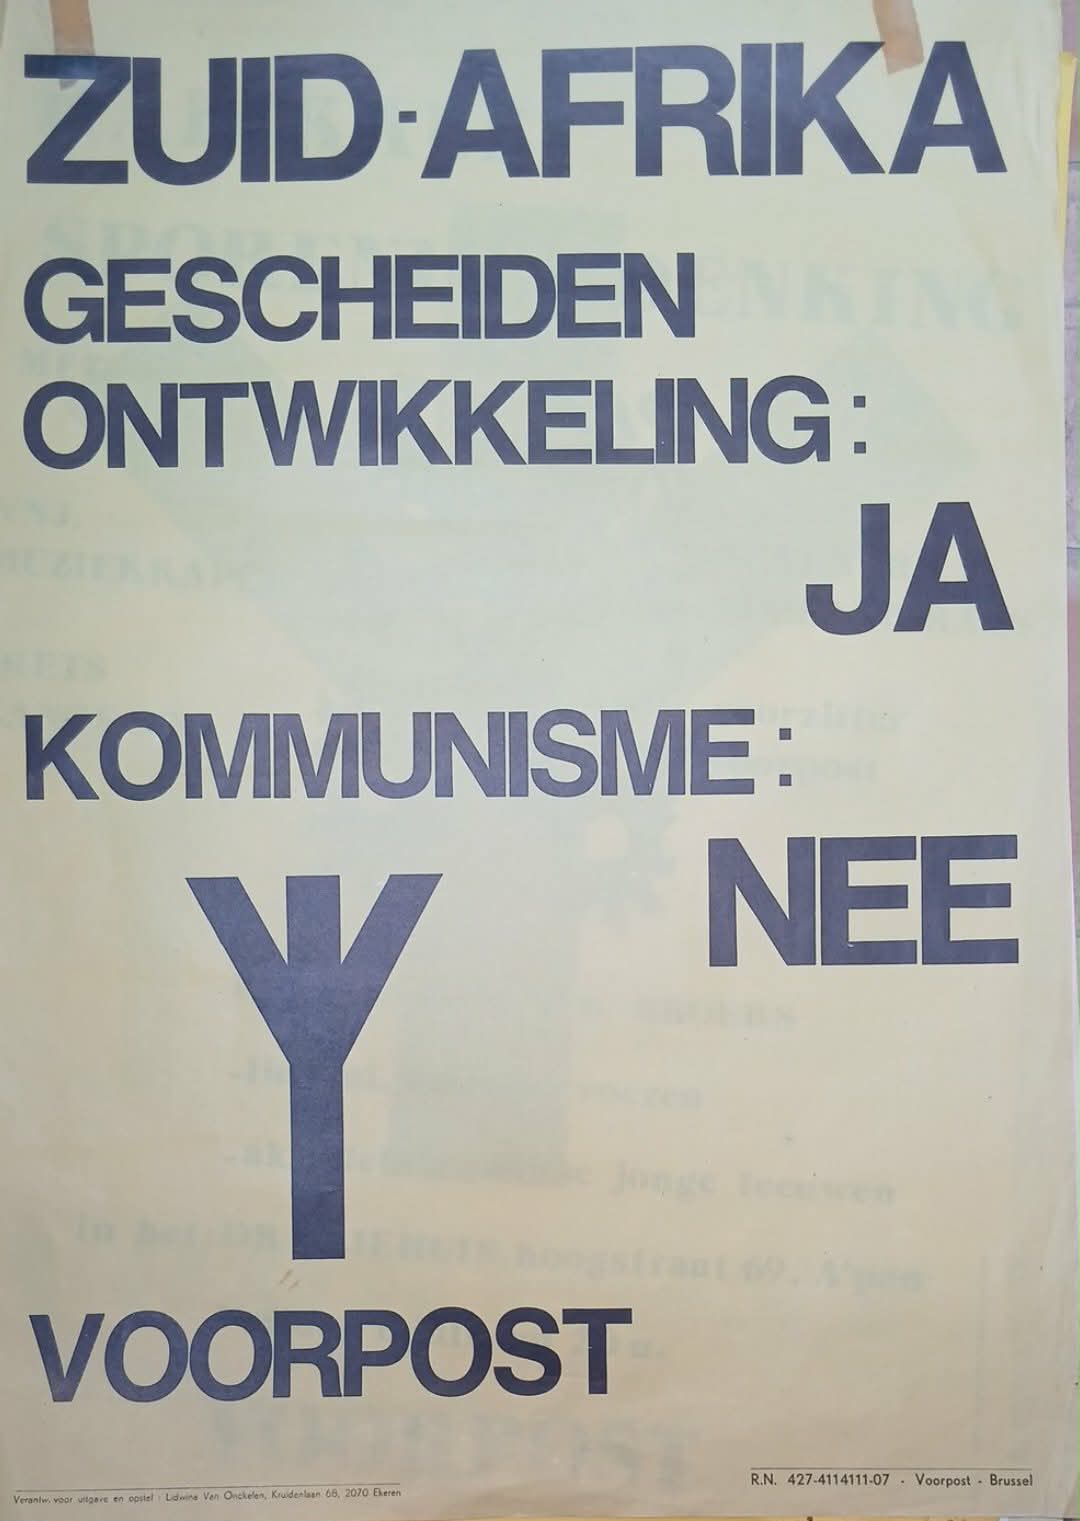 ZUID-AFRIKA
GESCHEIDEN
ONTWIKKELING:
JA
KOMMUNISME:
NEE
VOORPOST
R.N. 427-4114111-07 - Voorpost - Brussel
Verantw. voor uitgave en opstel : Lidwina Van Onckelen, Kruidenlaan 68, 2070 Ekeren